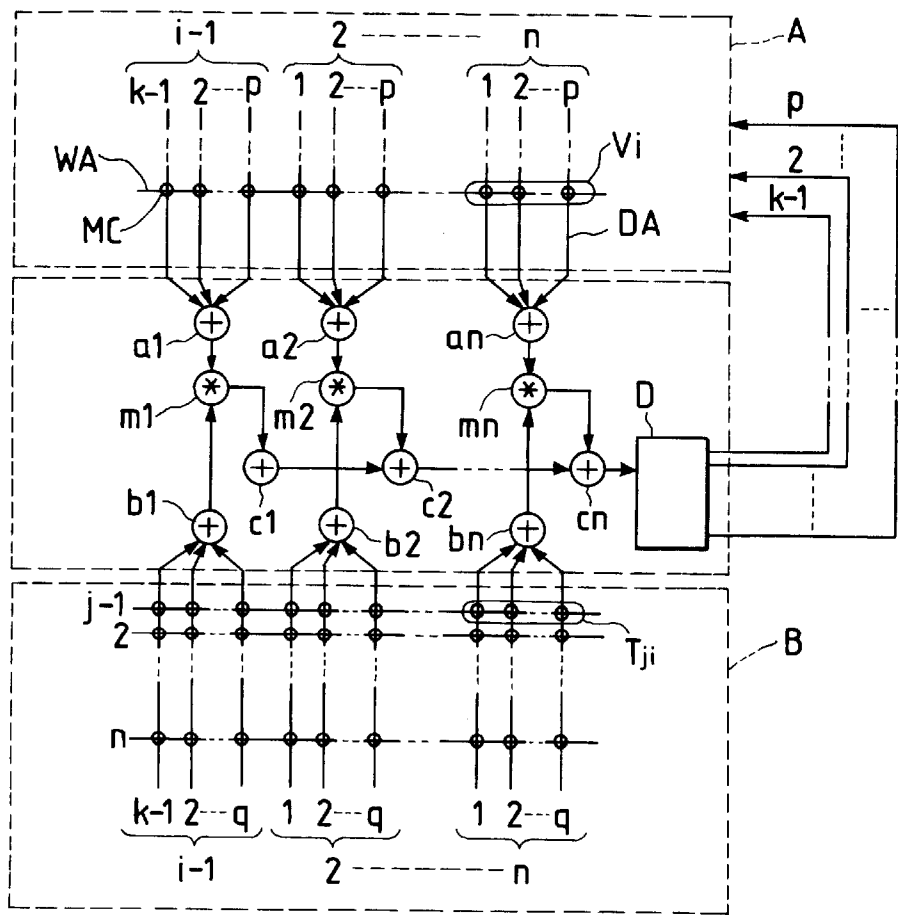 i-1 2 n A
k-1 2 p 1 2 p 1 2 p
p
WA Vi
2
MC DA k-1
a1 a2 an
m1 * m2 * mn * D
+ + +
c1 c2 cn
b1 b2 bn
j-1
2 Tji B
n
k-1 2 q 1 2 q 1 2 q
i-1 2 n